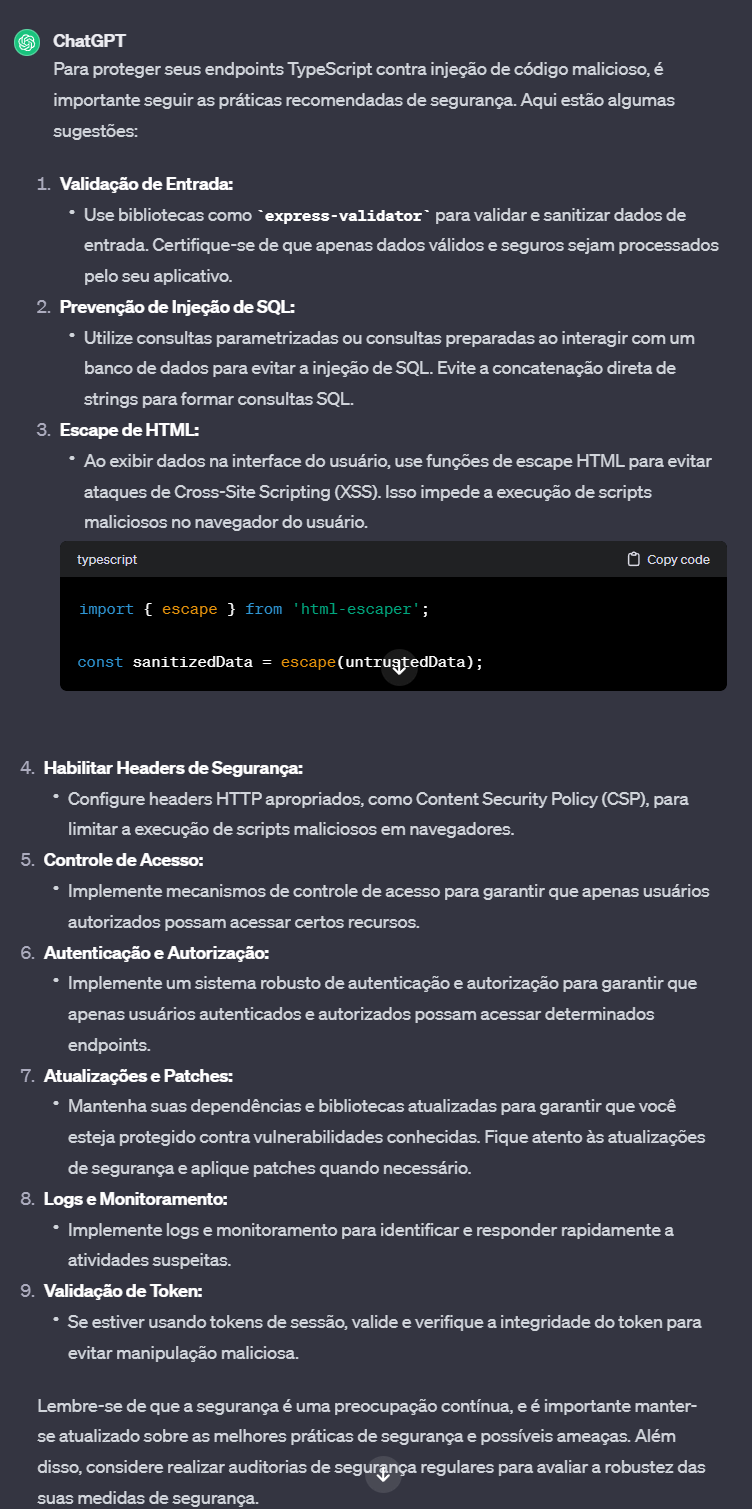 ChatGPT
Para proteger seus endpoints TypeScript contra injeção de código malicioso, é
importante seguir as práticas recomendadas de segurança. Aqui estão algumas
sugestões:
1. Validação de Entrada:
• Use bibliotecas como `express-validator` para validar e sanitizar dados de
entrada. Certifique-se de que apenas dados válidos e seguros sejam processados
pelo seu aplicativo.
2. Prevenção de Injeção de SQL:
• Utilize consultas parametrizadas ou consultas preparadas ao interagir com um
banco de dados para evitar a injeção de SQL. Evite a concatenação direta de
strings para formar consultas SQL.
3. Escape de HTML:
• Ao exibir dados na interface do usuário, use funções de escape HTML para evitar
ataques de Cross-Site Scripting (XSS). Isso impede a execução de scripts
maliciosos no navegador do usuário.
typescript Copy code
import { escape } from 'html-escaper';
const sanitizedData = escape(untrustedData);
4. Habilitar Headers de Segurança:
• Configure headers HTTP apropriados, como Content Security Policy (CSP), para
limitar a execução de scripts maliciosos em navegadores.
5. Controle de Acesso:
• Implemente mecanismos de controle de acesso para garantir que apenas usuários
autorizados possam acessar certos recursos.
6. Autenticação e Autorização:
• Implemente um sistema robusto de autenticação e autorização para garantir que
apenas usuários autenticados e autorizados possam acessar determinados
endpoints.
7. Atualizações e Patches:
• Mantenha suas dependências e bibliotecas atualizadas para garantir que você
esteja protegido contra vulnerabilidades conhecidas. Fique atento às atualizações
de segurança e aplique patches quando necessário.
8. Logs e Monitoramento:
• Implemente logs e monitoramento para identificar e responder rapidamente a
atividades suspeitas.
9. Validação de Token:
• Se estiver usando tokens de sessão, valide e verifique a integridade do token para
evitar manipulação maliciosa.
Lembre-se de que a segurança é uma preocupação contínua, e é importante manter-
se atualizado sobre as melhores práticas de segurança e possíveis ameaças. Além
disso, considere realizar auditorias de segurança regulares para avaliar a robustez das
suas medidas de segurança.